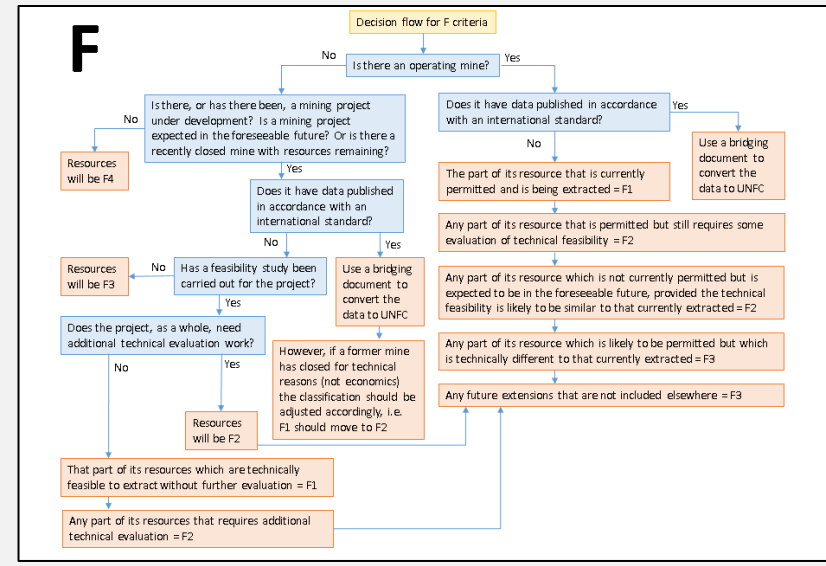 F
Decision flow for F criteria
Is there an operating mine?
No
Yes
Is there, or has there been, a mining project
under development? Is a mining project
expected in the foreseeable future? Or is there a
recently closed mine with resources remaining?
No
Resources
will be F4
Yes
Does it have data published
in accordance with an
international standard?
No
Yes
Has a feasibility study been
carried out for the project?
No
Resources
will be F3
Yes
Use a bridging
document to
convert the
data to UNFC
However, if a former mine
has closed for technical
reasons (not economics)
the classification should be
adjusted accordingly, i.e.
F1 should move to F2
Does the project, as a whole, need
additional technical evaluation work?
No
Yes
Resources
will be F2
That part of its resources which are technically
feasible to extract without further evaluation = F1
Any part of its resources that requires additional
technical evaluation = F2
Does it have data published in accordance
with an international standard?
Yes
No
Use a bridging
document to
convert the
data to UNFC
The part of its resource that is currently
permitted and is being extracted = F1
Any part of its resource that is permitted but still requires some
evaluation of technical feasibility = F2
Any part of its resource which is not currently permitted but is
expected to be in the foreseeable future, provided the technical
feasibility is likely to be similar to that currently extracted = F2
Any part of its resource which is likely to be permitted but which
is technically different to that currently extracted = F3
Any future extensions that are not included elsewhere = F3